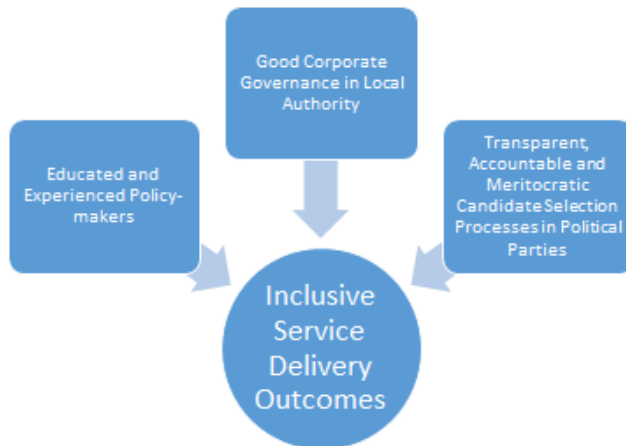 Good Corporate
Governance in Local
Authority
Educated and
Experienced Policy-
makers
Transparent,
Accountable and
Meritocratic
Candidate Selection
Processes in Political
Parties
Inclusive
Service
Delivery
Outcomes